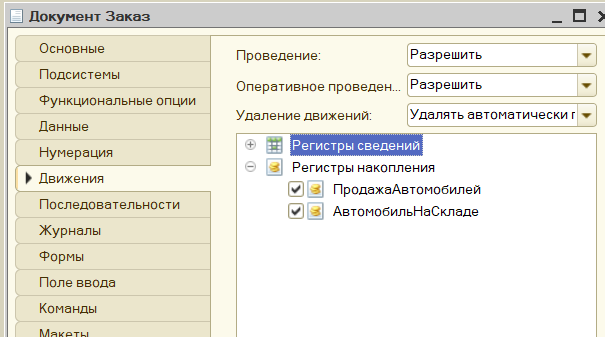 Документ Заказ
Основные
Подсистемы
Функциональные опции
Данные
Нумерация
Движения
Последовательности
Журналы
Формы
Поле ввода
Команды
Макеты
Проведение: Разрешить
Оперативное проведен... Разрешить
Удаление движений: Удалять автоматически г
Регистры сведений
Регистры накопления
ПродажаАвтомобилей
АвтомобильНаСкладе